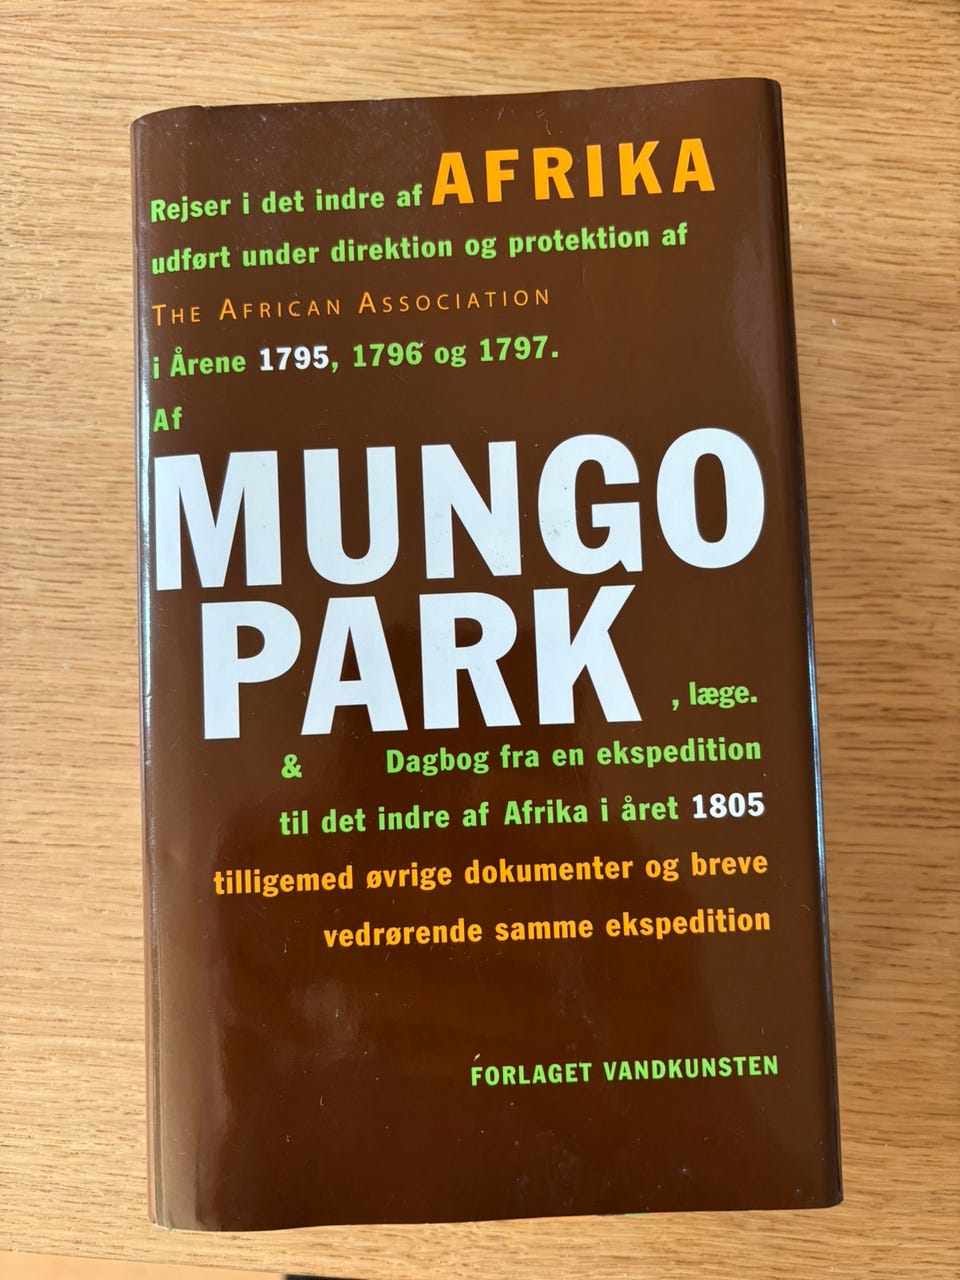 Rejser i det indre af AFRIKA
udført under direktion og protektion af
THE AFRICAN ASSOCIATION
i Årene 1795, 1796 og 1797.
Af
MUNGO
PARK, læge.
& Dagbog fra en ekspedition
til det indre af Afrika i året 1805
tilligemed øvrige dokumenter og breve
vedrørende samme ekspedition
FORLAGET VANDKUNSTEN